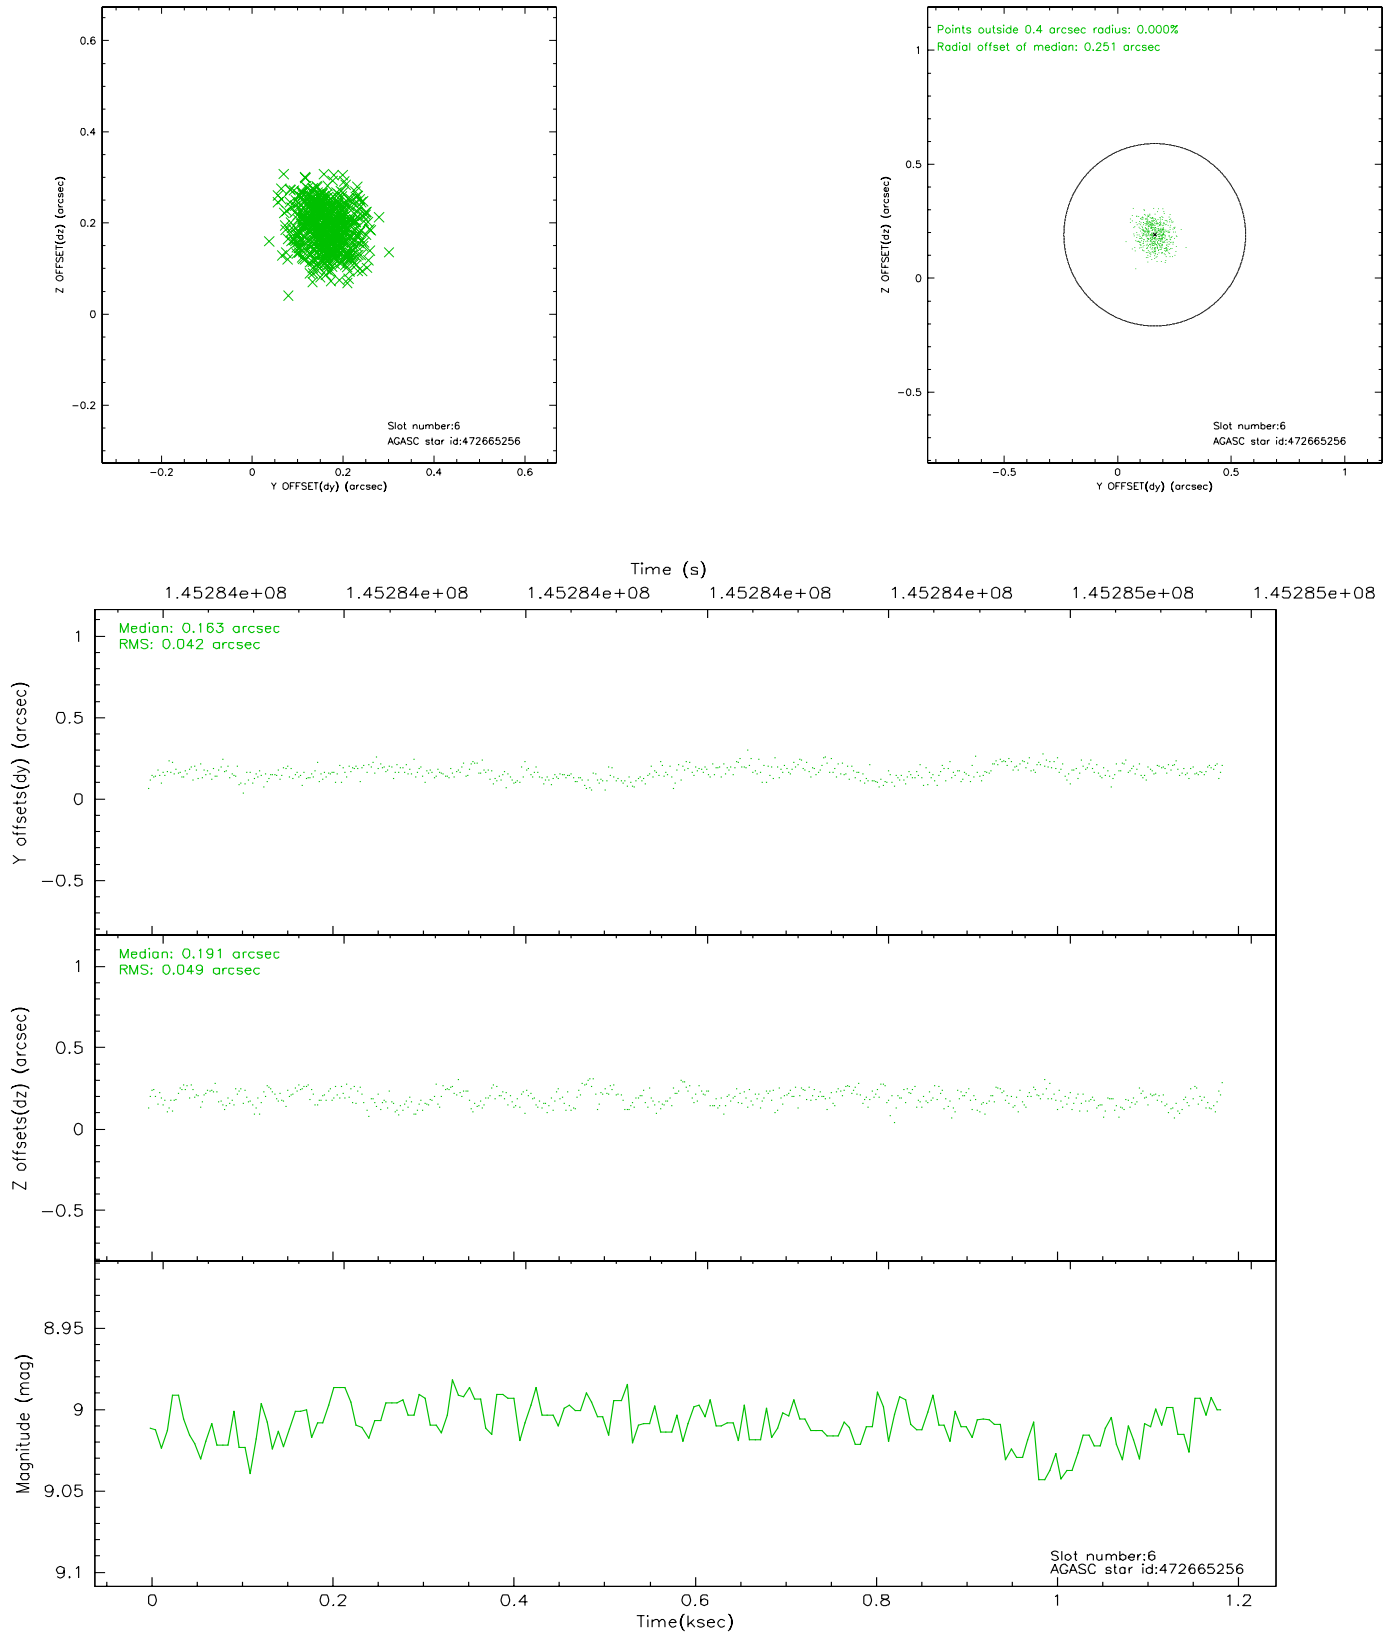 0.6
0.4
0.2
0
−0.2
−0.2 0 0.2 0.4 0.6
Z OFFSET(dz) (arcsec)
Y OFFSET(dy) (arcsec)
Slot number:6
AGASC star id:472665256
Points outside 0.4 arcsec radius: 0.000%
Radial offset of median: 0.251 arcsec
1
0.5
0
−0.5
−0.5 0 0.5 1
Z OFFSET(dz) (arcsec)
Y OFFSET(dy) (arcsec)
Slot number:6
AGASC star id:472665256
Time (s)
1.45284e+08 1.45284e+08 1.45284e+08 1.45284e+08 1.45284e+08 1.45285e+08 1.45285e+08
Median: 0.163 arcsec
RMS: 0.042 arcsec
1
0.5
0
−0.5
Y offsets(dy) (arcsec)
Median: 0.191 arcsec
RMS: 0.049 arcsec
1
0.5
0
−0.5
Z offsets(dz) (arcsec)
8.95
9
9.05
9.1
Magnitude (mag)
Slot number:6
AGASC star id:472665256
0 0.2 0.4 0.6 0.8 1 1.2
Time(ksec)